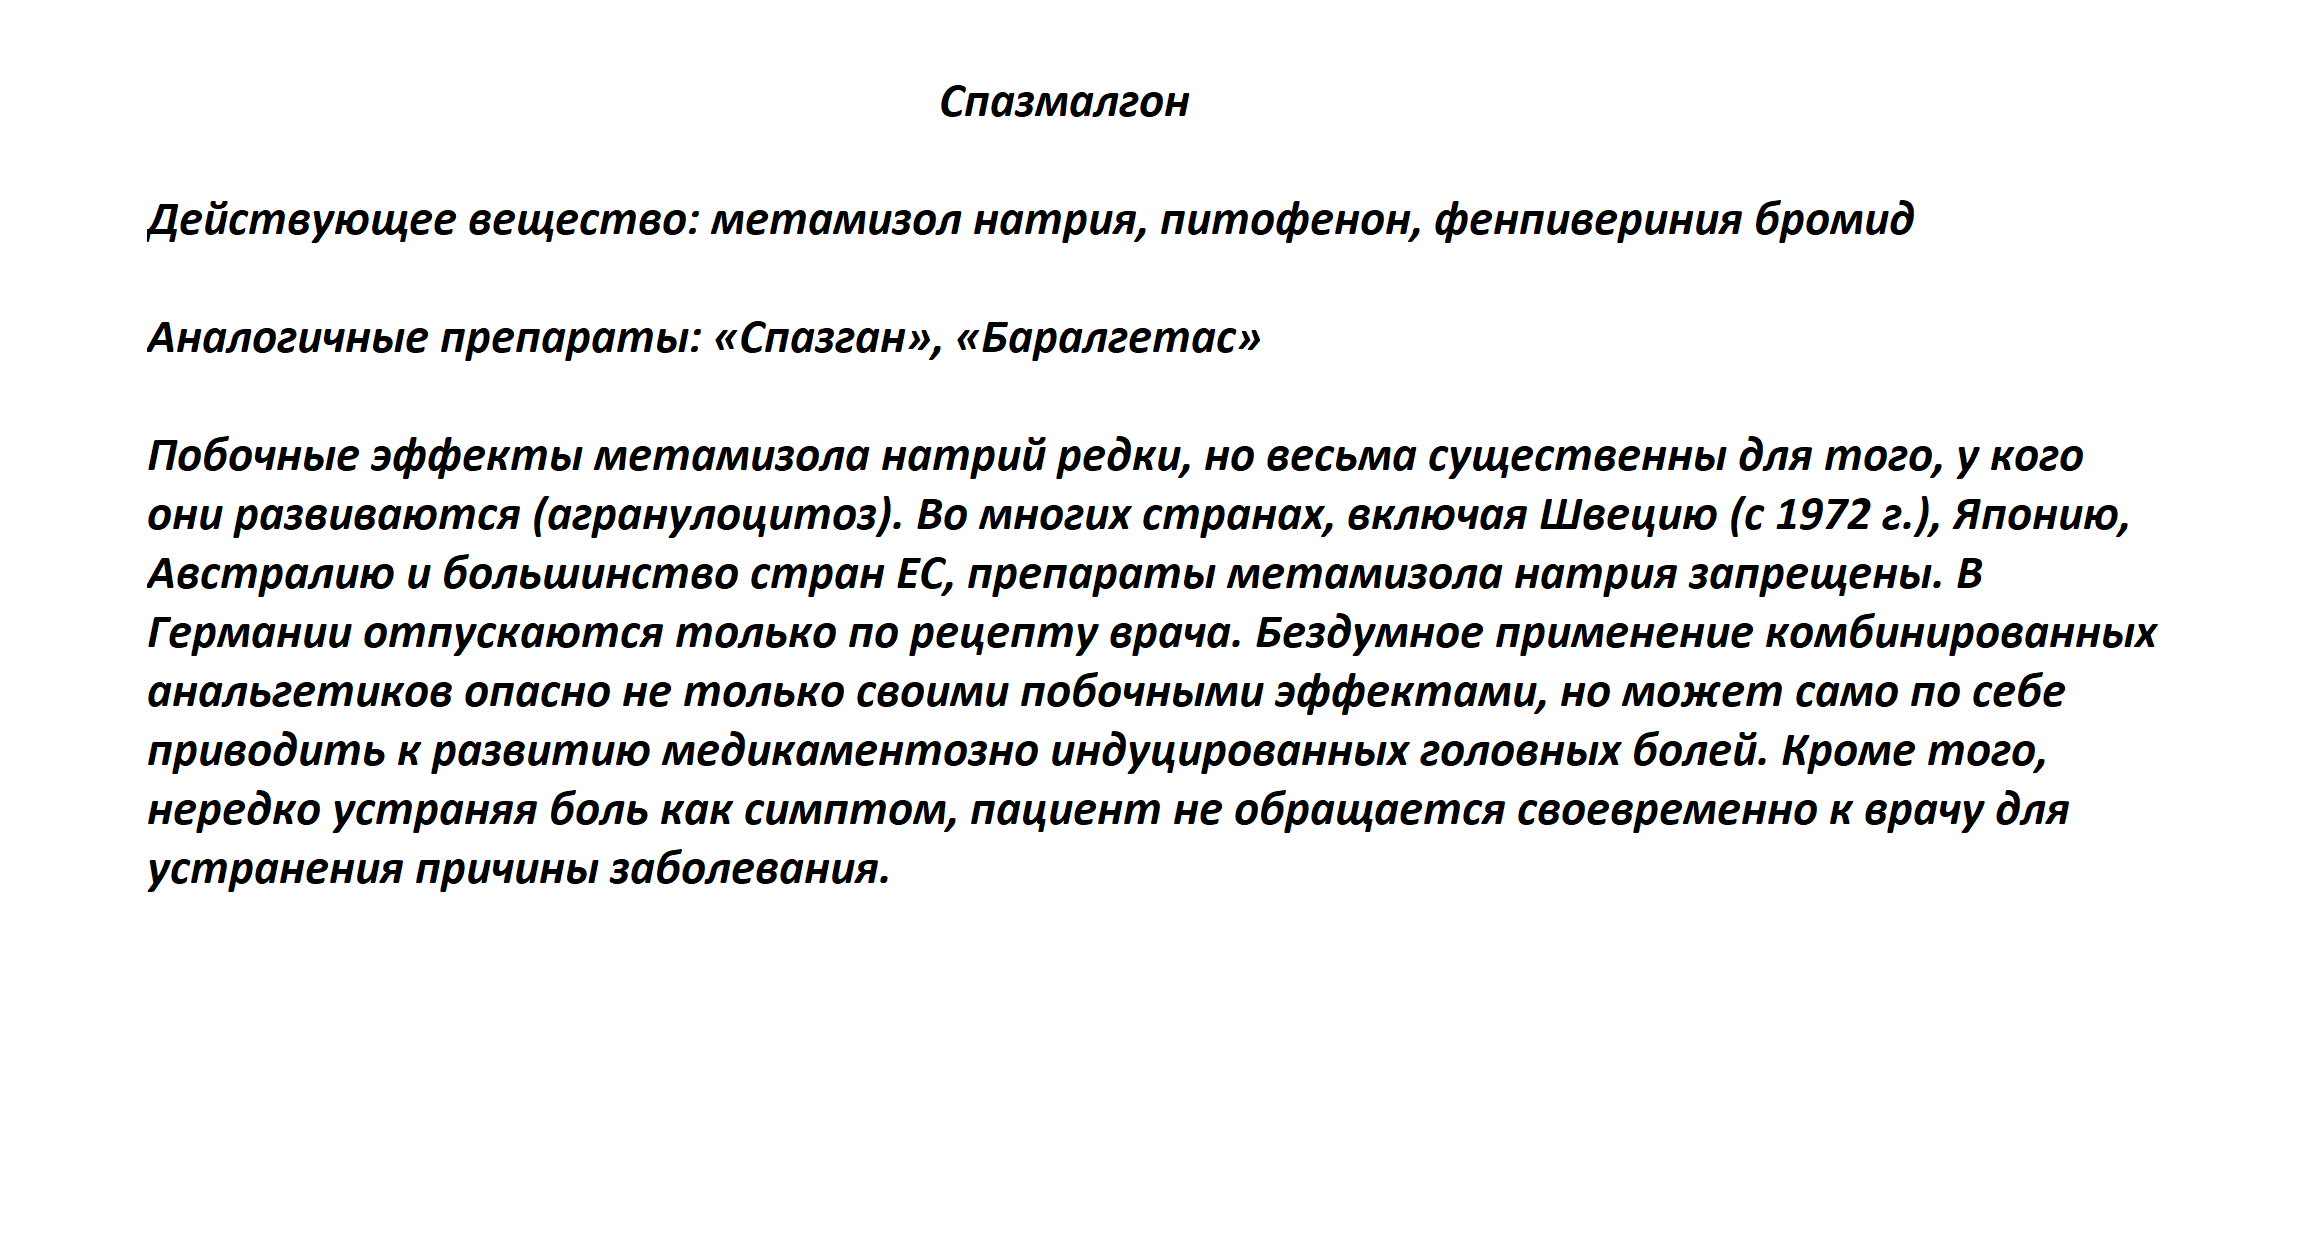 Спазмалгон
Действующее вещество: метамизол натрия, питофенон, фенпивериния бромид
Аналогичные препараты: «Спазган», «Баралгетас»
Побочные эффекты метамизола натрий редки, но весьма существенны для того, у кого
они развиваются (агранулоцитоз). Во многих странах, включая Швецию (с 1972 г.), Японию,
Австралию и большинство стран ЕС, препараты метамизола натрия запрещены. В
Германии отпускаются только по рецепту врача. Бездумное применение комбинированных
анальгетиков опасно не только своими побочными эффектами, но может само по себе
приводить к развитию медикаментозно индуцированных головных болей. Кроме того,
нередко устраняя боль как симптом, пациент не обращается своевременно к врачу для
устранения причины заболевания.